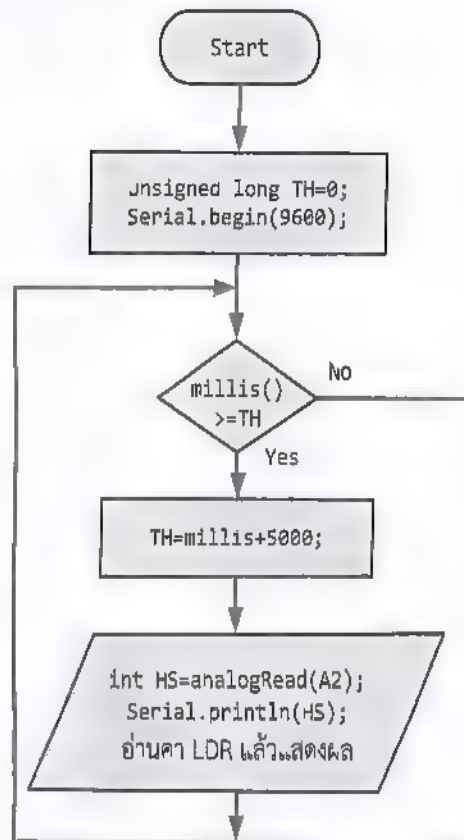 Start
unsigned long TH=0;
Serial.begin(9600);
millis()
>=TH
No
Yes
TH=millis+5000;
int HS=analogRead(A2);
Serial.println(HS);
อ่านค่า LDR แล้วแสดงผล